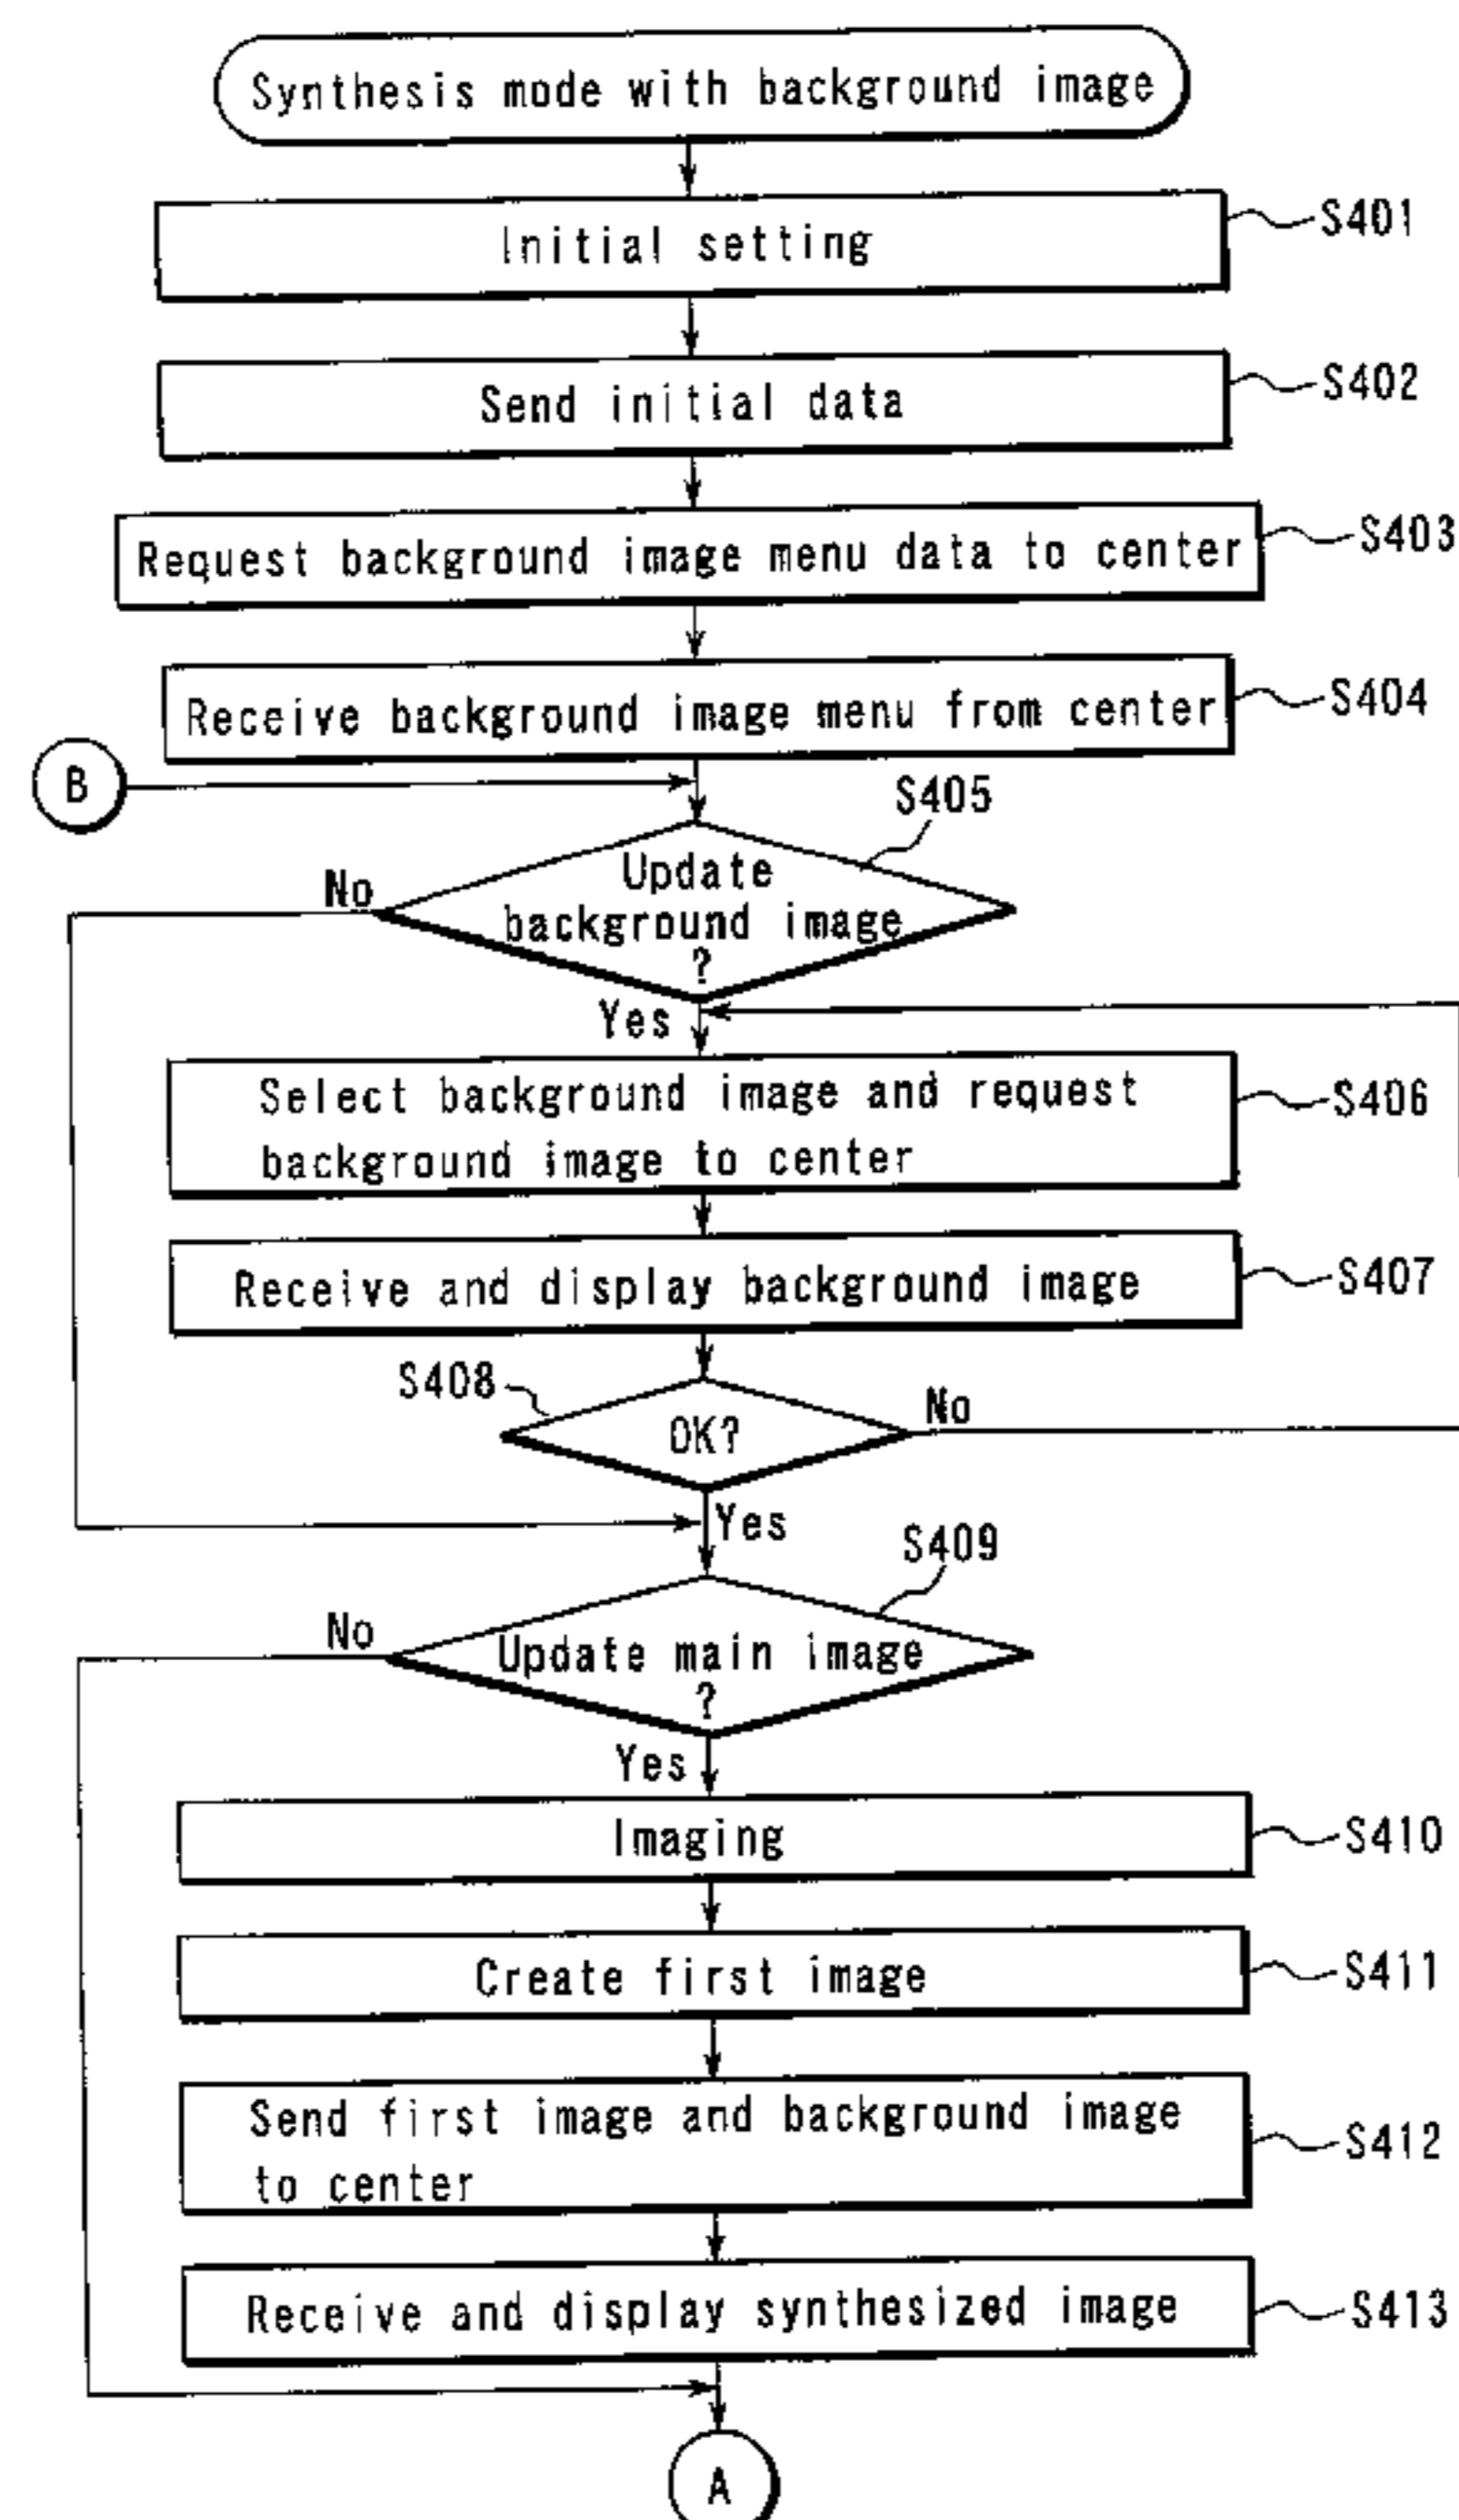 Synthesis mode with background image
Initial setting
S401
Send initial data
S402
Request background image menu data to center
S403
Receive background image menu from center
S404
B
S405
Update
background image
?
No
Yes
Select background image and request
background image to center
S406
Receive and display background image
S407
S408
OK?
No
Yes
S409
Update main image
?
No
Yes
Imaging
S410
Create first image
S411
Send first image and background image
to center
S412
Receive and display synthesized image
S413
A